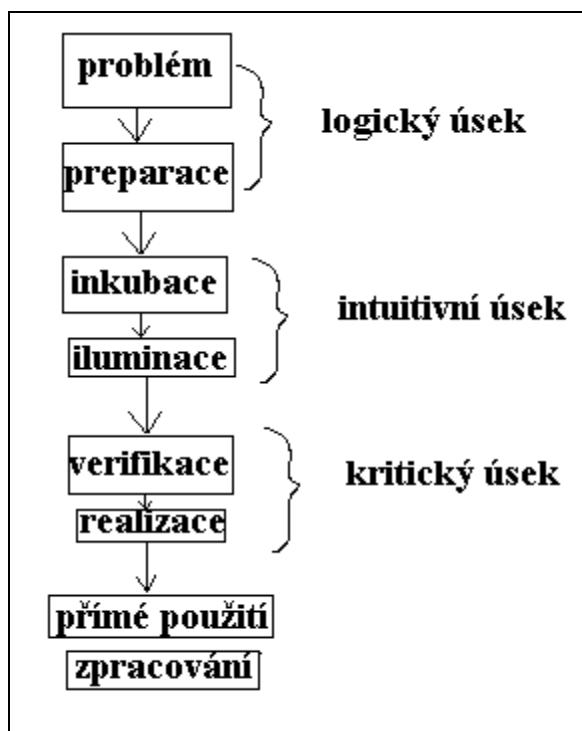 problém
logický úsek
preparace
inkubace
intuitivní úsek
iluminace
verifikace
kritický úsek
realizace
přímé použití
zpracování